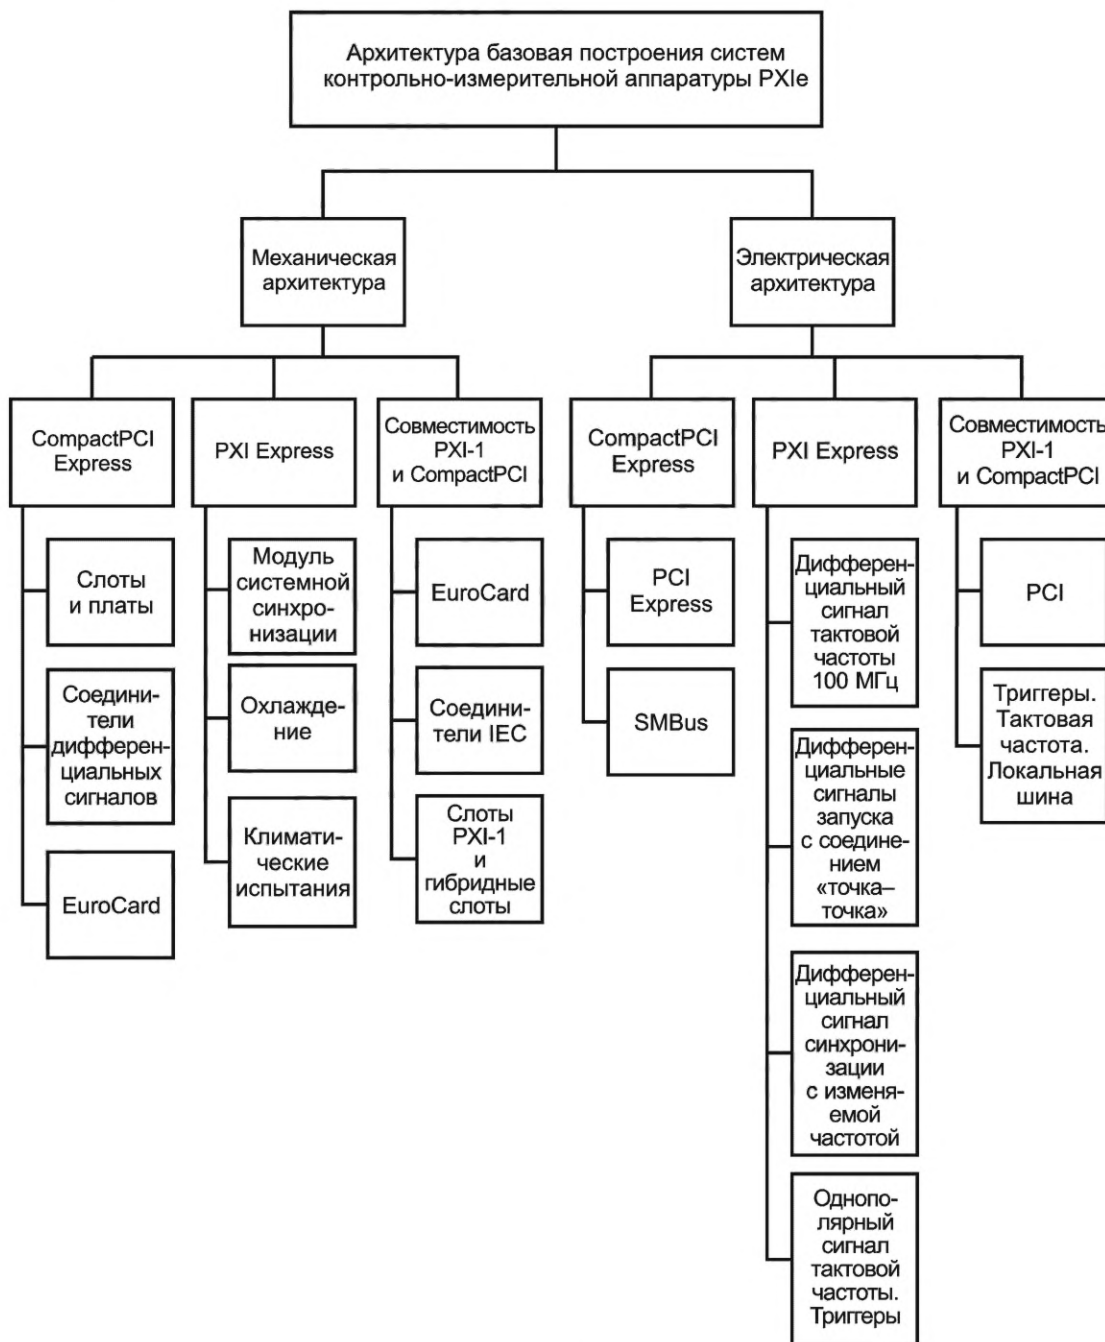 Архитектура базовая построения систем
контрольно-измерительной аппаратуры PXIe
Механическая
архитектура
Электрическая
архитектура
CompactPCI
Express
PXI Express
Совместимость
PXI-1
и CompactPCI
CompactPCI
Express
PXI Express
Совместимость
PXI-1
и CompactPCI
Слоты
и платы
Соедини-
тели
дифферен-
циальных
сигналов
EuroCard
Модуль
системной
синхро-
низации
Охлажде-
ние
Климати-
ческие
испытания
EuroCard
Соедини-
тели IEC
Слоты
PXI-1
и
гибридные
слоты
PCI
Express
SMBus
Дифферен-
циальный
сигнал
тактовой
частоты
100 МГц
Дифферен-
циальные
сигналы
запуска
с соедине-
нием
«точка–
точка»
Дифферен-
циальный
сигнал
синхрони-
зации
с изменя-
емой
частотой
Однопо-
лярный
сигнал
тактовой
частоты.
Триггеры
PCI
Триггеры.
Тактовая
частота.
Локальная
шина